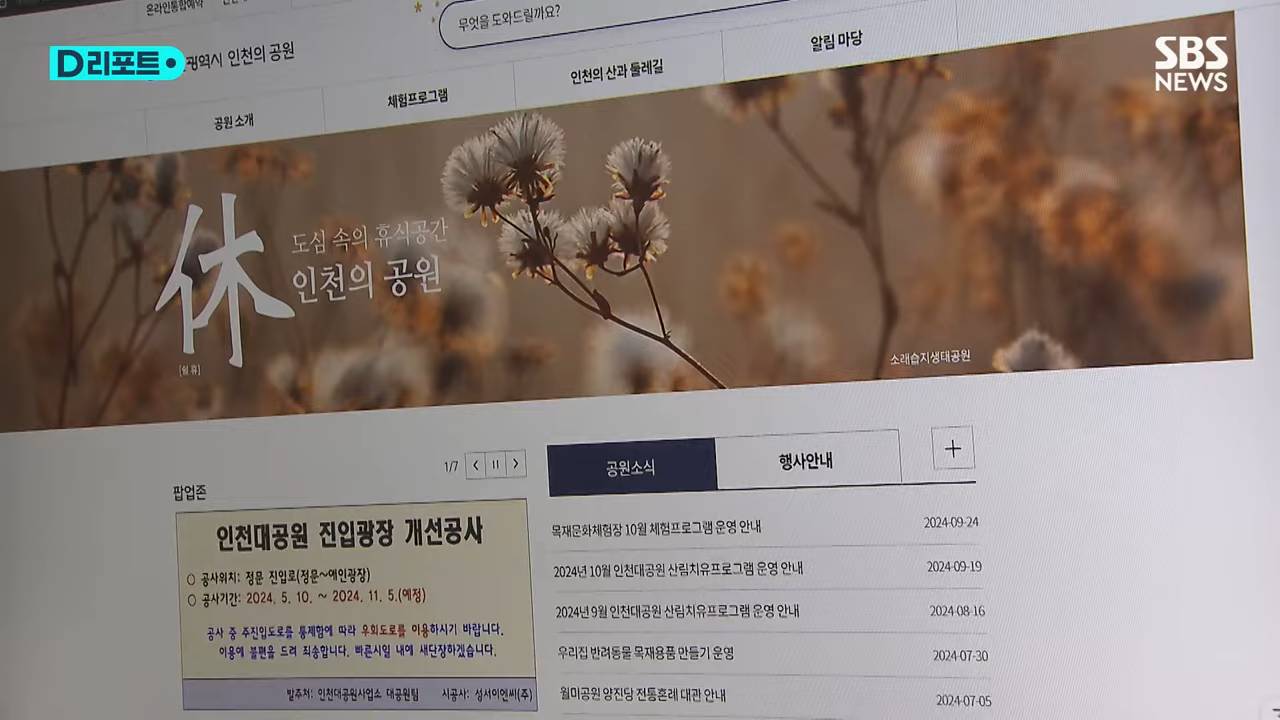 온라인통합예약
무엇을 도와드릴까요?
D리포트
SBS
NEWS
광역시 인천의 공원
공원 소개
체험프로그램
인천의 산과 둘레길
알림 마당
休
[쉴 휴]
도심 속의 휴식공간
인천의 공원
소래습지생태공원
팝업존
1/7
인천대공원 진입광장 개선공사
○ 공사위치: 정문 진입로(정문~애인광장)
○ 공사기간: 2024. 5. 10. ~ 2024. 11. 5.(예정)
공사 중 주진입도로를 통제함에 따라 우회도로를 이용하시기 바랍니다.
이용에 불편을 드려 죄송합니다. 빠른시일 내에 새단장하겠습니다.
발주처: 인천대공원사업소 대공원팀 시공사: 성서이엔씨(주)
공원소식
행사안내
목재문화체험장 10월 체험프로그램 운영 안내 2024-09-24
2024년 10월 인천대공원 산림치유프로그램 운영 안내 2024-09-19
2024년 9월 인천대공원 산림치유프로그램 운영 안내 2024-08-16
우리집 반려동물 목재용품 만들기 운영 2024-07-30
월미공원 양진당 전통혼례 대관 안내 2024-07-05